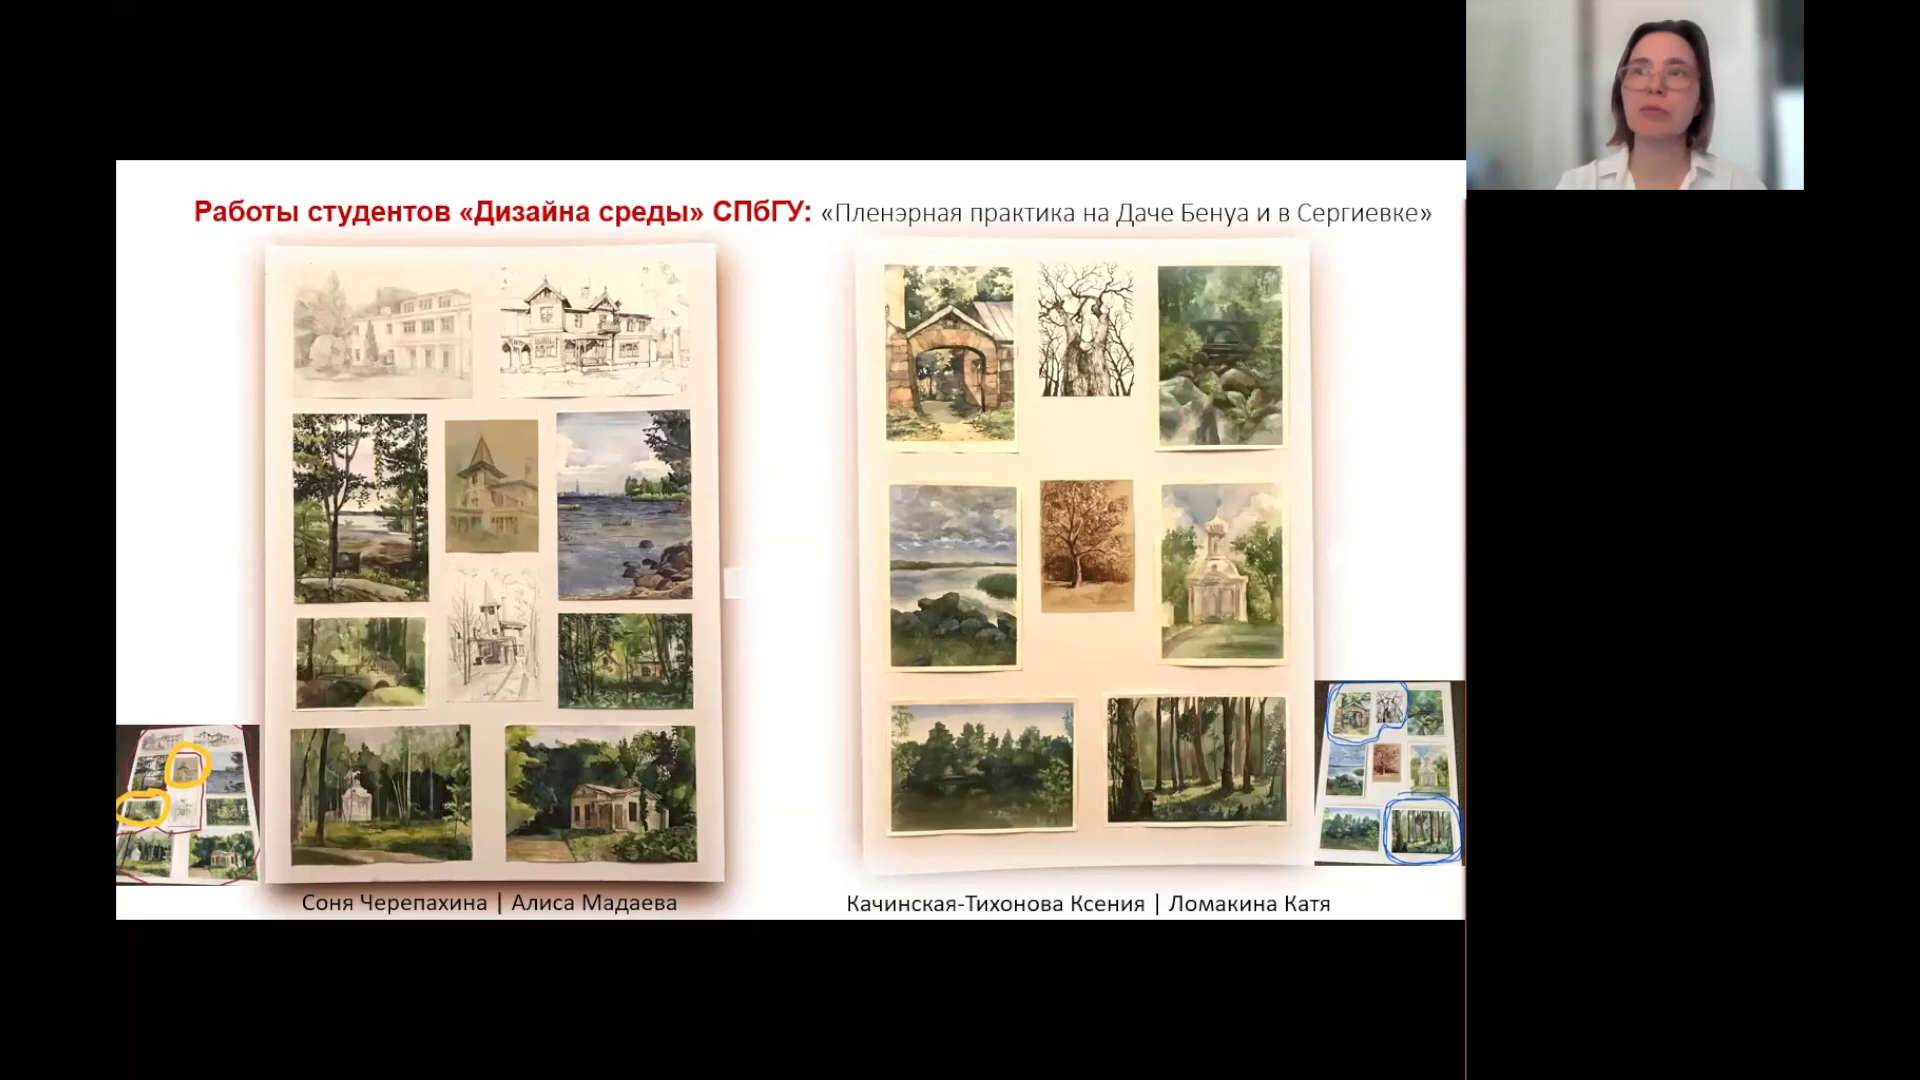 Работы студентов «Дизайна среды» СПбГУ: «Пленэрная практика на Даче Бенуа и в Сергиевке»
Соня Черепахина | Алиса Мадаева
Качинская-Тихонова Ксения | Ломакина Катя